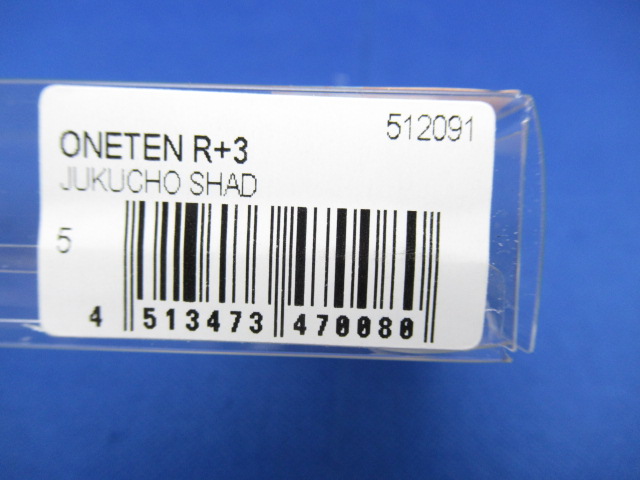 512091
ONETEN R+3
JUKUCHO SHAD
5
4 513473 470080